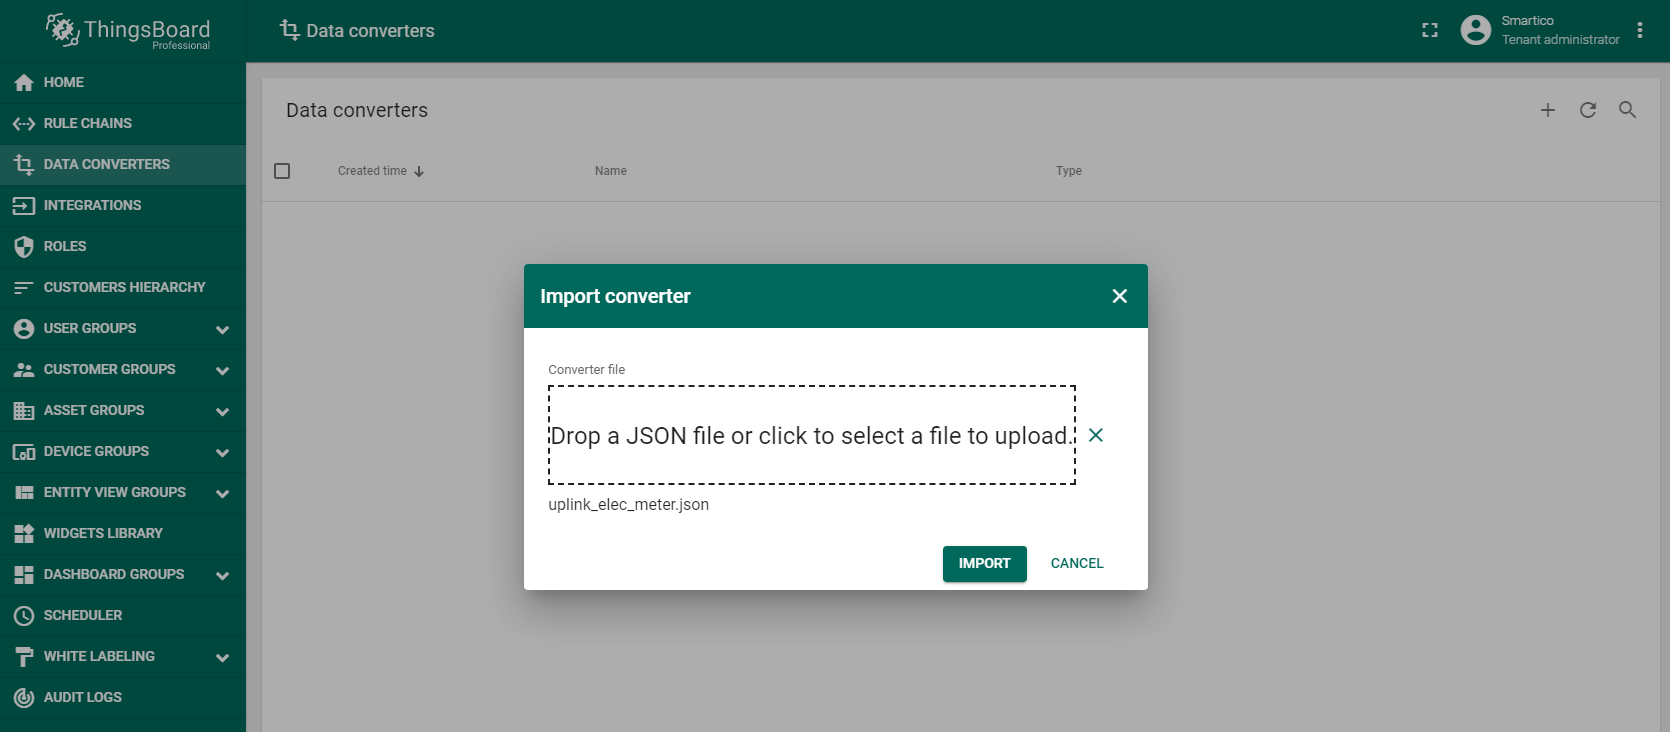 ThingsBoard
Professional
Data converters
Smartico
Tenant administrator
HOME
RULE CHAINS
DATA CONVERTERS
INTEGRATIONS
ROLES
CUSTOMERS HIERARCHY
USER GROUPS
CUSTOMER GROUPS
ASSET GROUPS
DEVICE GROUPS
ENTITY VIEW GROUPS
WIDGETS LIBRARY
DASHBOARD GROUPS
SCHEDULER
WHITE LABELING
AUDIT LOGS
Data converters
Created time Name Type
Import converter
Converter file
Drop a JSON file or click to select a file to upload.
uplink_elec_meter.json
IMPORT CANCEL